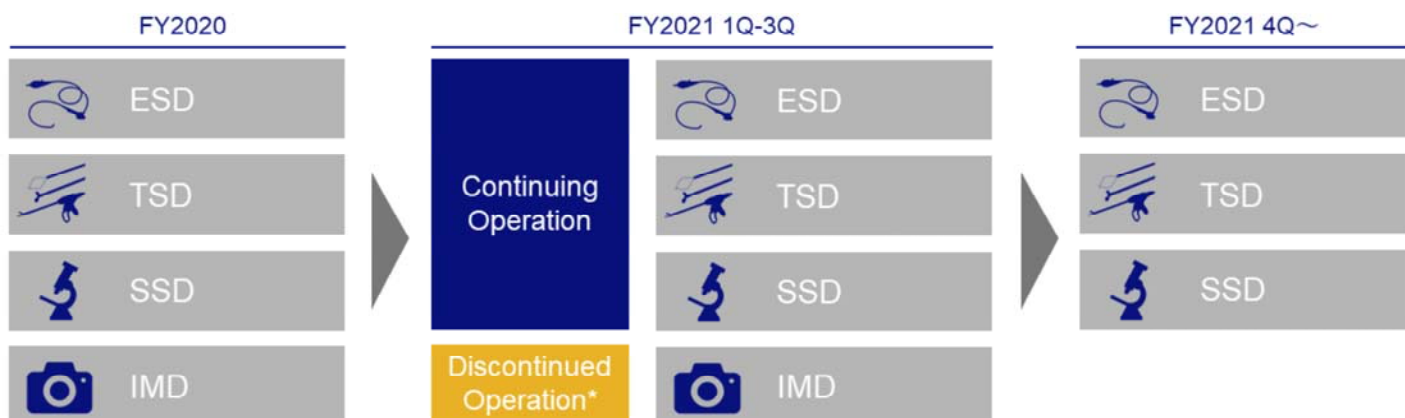 FY2020
ESD
TSD
SSD
IMD
FY2021 1Q-3Q
Continuing
Operation
Discontinued
Operation*
ESD
TSD
SSD
IMD
FY2021 4Q～
ESD
TSD
SSD